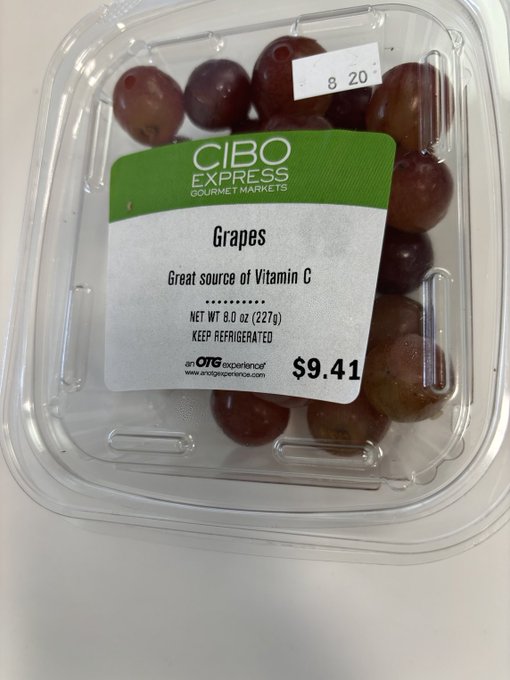 8 20
CIBO
EXPRESS
GOURMET MARKETS
Grapes
Great source of Vitamin C
••••••••••
NET WT 8.0 oz (227g)
KEEP REFRIGERATED
an OTG experience®
www.anotgexperience.com
$9.41